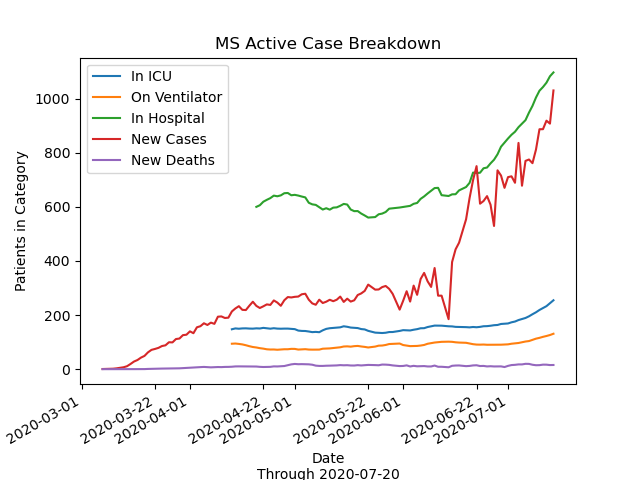 MS Active Case Breakdown
In ICU
On Ventilator
In Hospital
New Cases
New Deaths
Patients in Category
1000
800
600
400
200
0
2020-03-01
2020-03-22
2020-04-01
2020-04-22
2020-05-01
2020-05-22
2020-06-01
2020-06-22
2020-07-01
Date
Through 2020-07-20